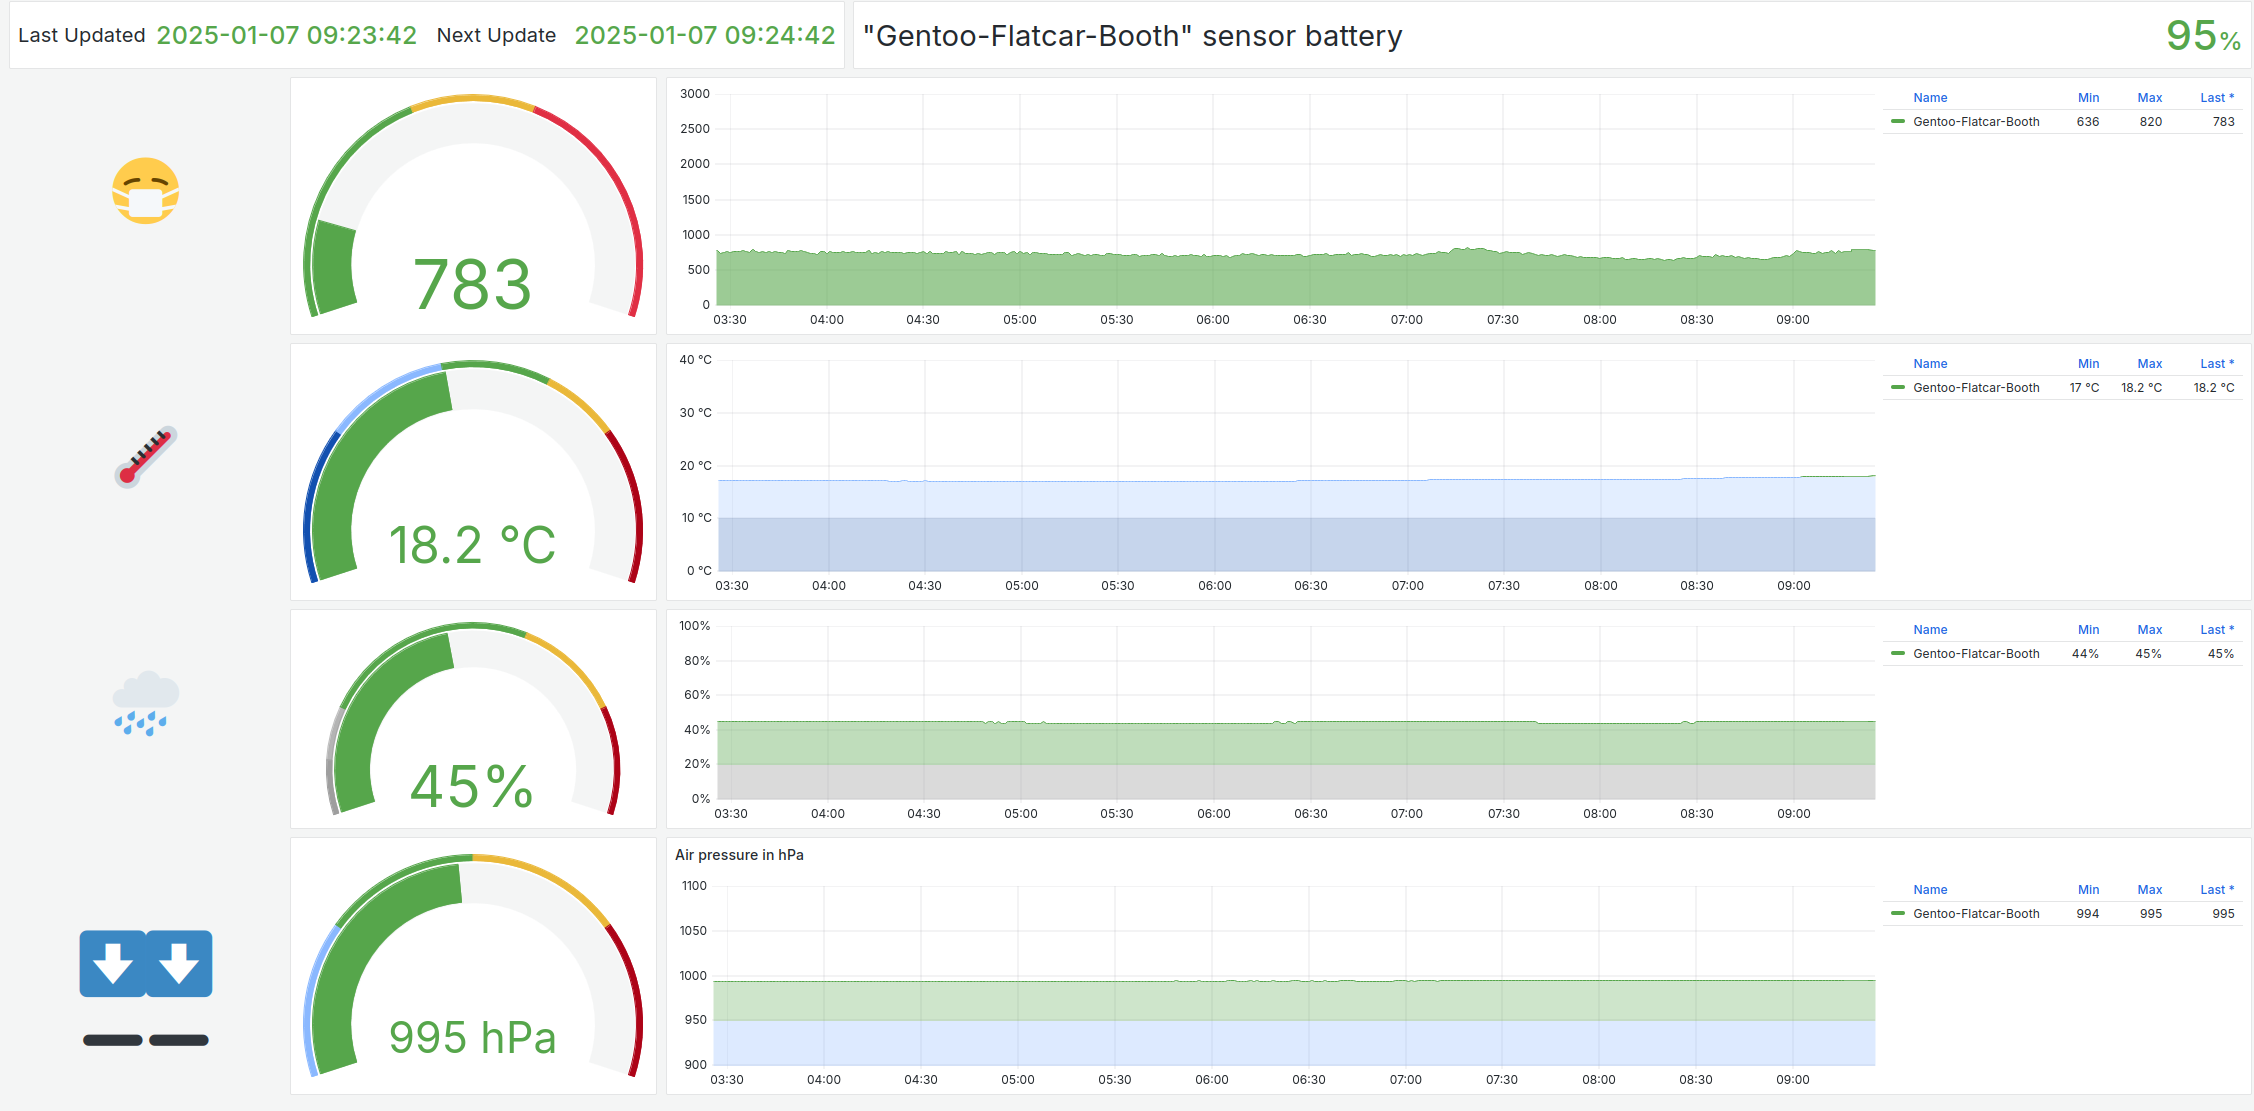 Last Updated 2025-01-07 09:23:42 Next Update 2025-01-07 09:24:42
"Gentoo-Flatcar-Booth" sensor battery 95%
783
3000
2500
2000
1500
1000
500
0
03:30 04:00 04:30 05:00 05:30 06:00 06:30 07:00 07:30 08:00 08:30 09:00
Name Min Max Last *
Gentoo-Flatcar-Booth 636 820 783
18.2 °C
40 °C
30 °C
20 °C
10 °C
0 °C
03:30 04:00 04:30 05:00 05:30 06:00 06:30 07:00 07:30 08:00 08:30 09:00
Name Min Max Last *
Gentoo-Flatcar-Booth 17 °C 18.2 °C 18.2 °C
45%
100%
80%
60%
40%
20%
0%
03:30 04:00 04:30 05:00 05:30 06:00 06:30 07:00 07:30 08:00 08:30 09:00
Name Min Max Last *
Gentoo-Flatcar-Booth 44% 45% 45%
995 hPa
Air pressure in hPa
1100
1050
1000
950
900
03:30 04:00 04:30 05:00 05:30 06:00 06:30 07:00 07:30 08:00 08:30 09:00
Name Min Max Last *
Gentoo-Flatcar-Booth 994 995 995